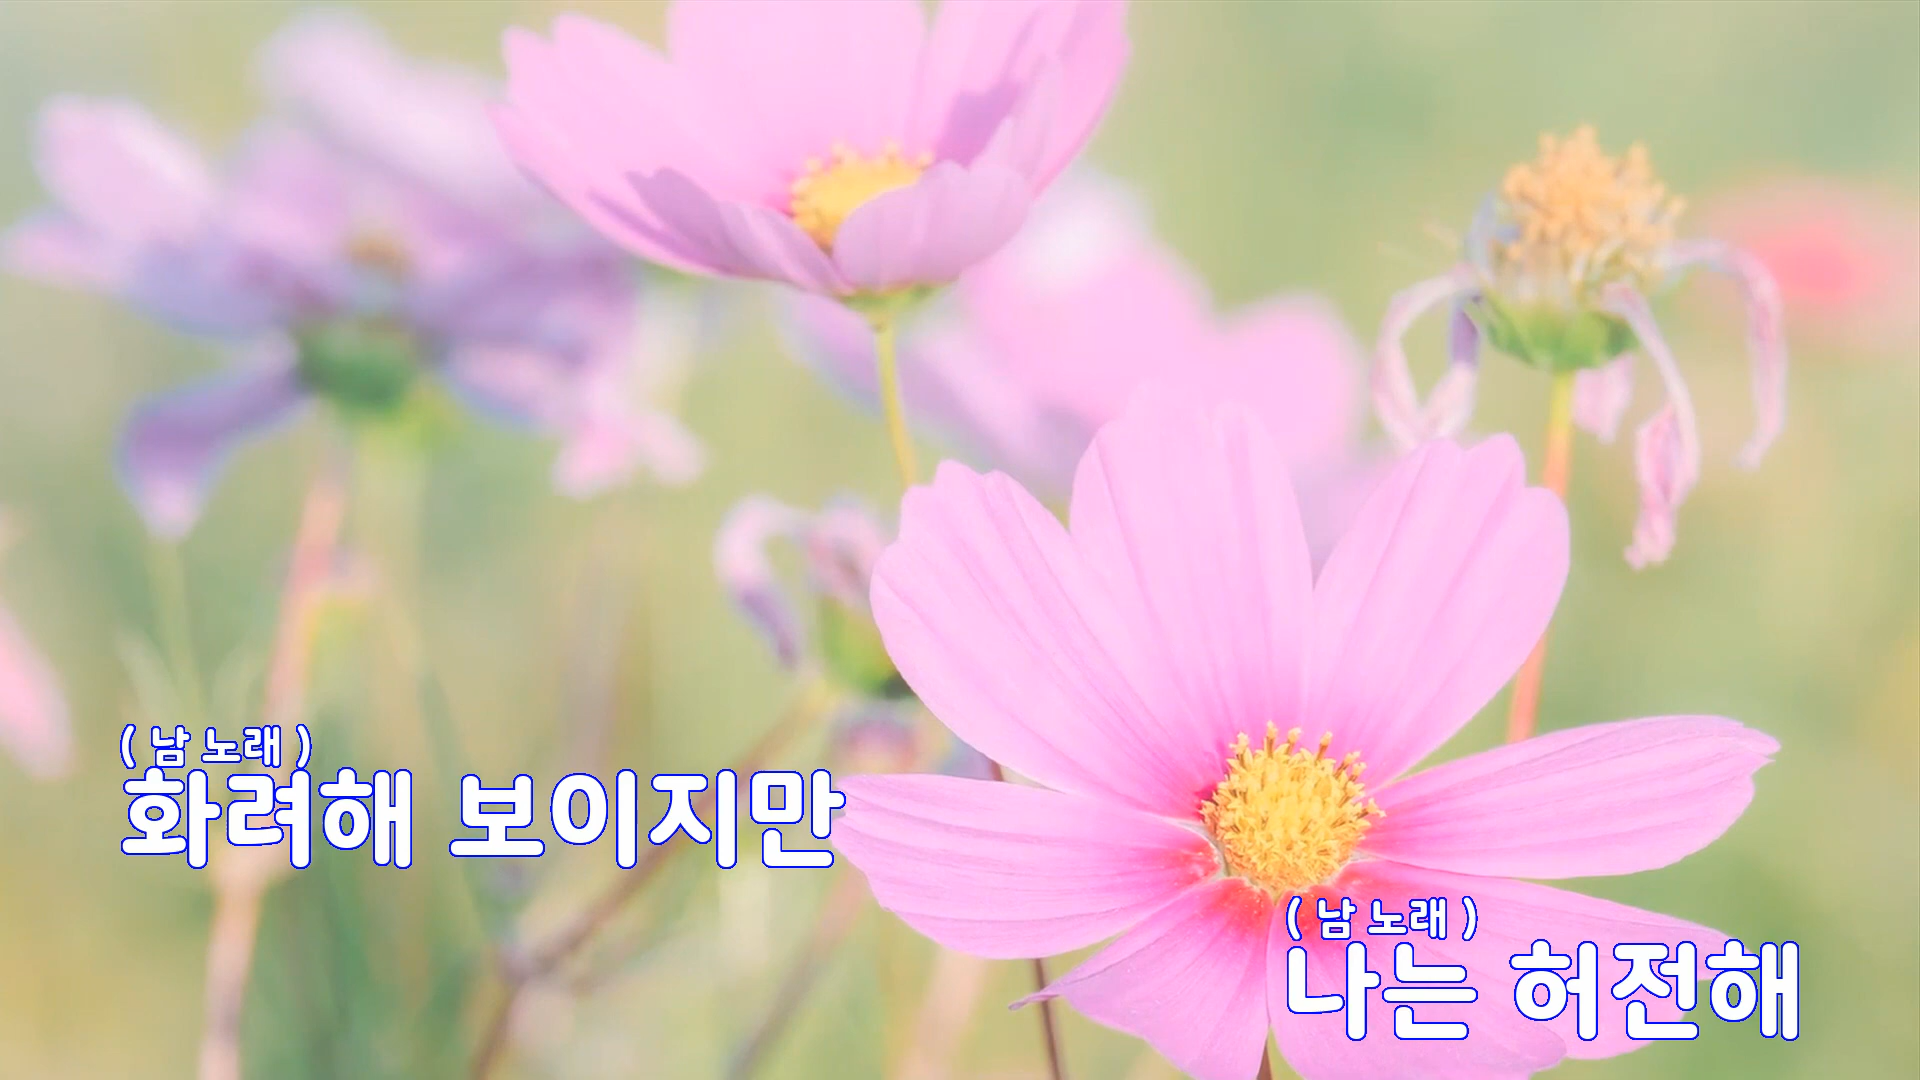 ( 남 노래 )
화려해 보이지만
( 남 노래 )
나는 허전해